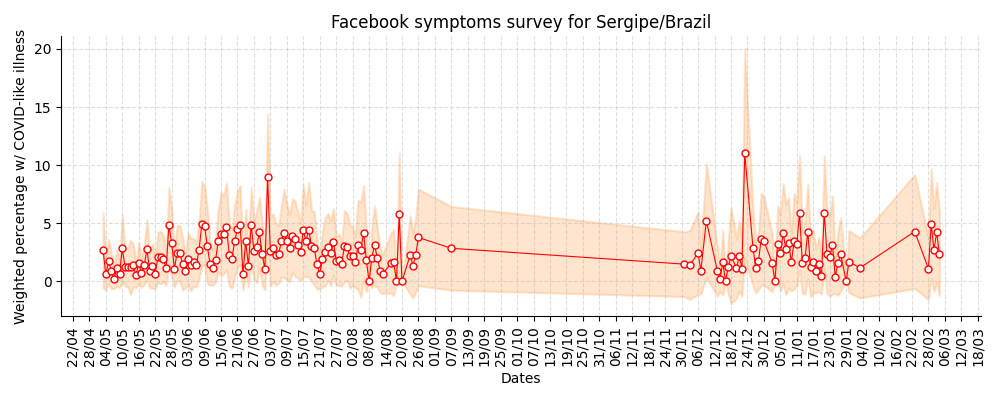 Facebook symptoms survey for Sergipe/Brazil
Weighted percentage w/ COVID-like illness
20
15
10
5
0
22/04 28/04 04/05 10/05 16/05 22/05 28/05 03/06 09/06 15/06 21/06 27/06 03/07 09/07 15/07 21/07 27/07 02/08 08/08 14/08 20/08 26/08 01/09 07/09 13/09 19/09 25/09 01/10 07/10 13/10 19/10 25/10 31/10 06/11 12/11 18/11 24/11 30/11 06/12 12/12 18/12 24/12 30/12 05/01 11/01 17/01 23/01 29/01 04/02 10/02 16/02 22/02 28/02 06/03 12/03 18/03
Dates